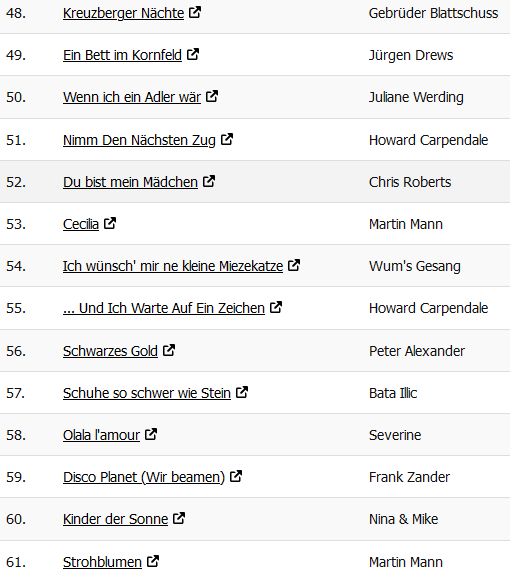 48. Kreuzberger Nächte Gebrüder Blattschuss
49. Ein Bett im Kornfeld Jürgen Drews
50. Wenn ich ein Adler wär Juliane Werding
51. Nimm Den Nächsten Zug Howard Carpendale
52. Du bist mein Mädchen Chris Roberts
53. Cecilia Martin Mann
54. Ich wünsch' mir ne kleine Miezekatze Wum's Gesang
55. ... Und Ich Warte Auf Ein Zeichen Howard Carpendale
56. Schwarzes Gold Peter Alexander
57. Schuhe so schwer wie Stein Bata Illic
58. Olala l'amour Severine
59. Disco Planet (Wir beamen) Frank Zander
60. Kinder der Sonne Nina & Mike
61. Strohblumen Martin Mann